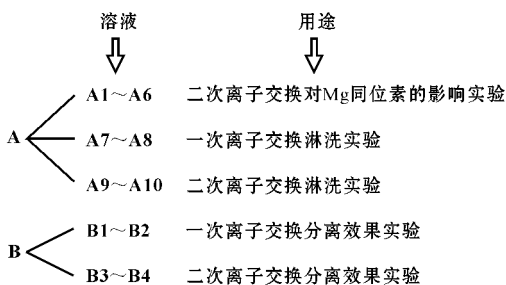 溶液 用途
A1～A6 二次离子交换对Mg同位素的影响实验
A A7～A8 一次离子交换淋洗实验
A9～A10 二次离子交换淋洗实验
B1～B2 一次离子交换分离效果实验
B
B3～B4 二次离子交换分离效果实验